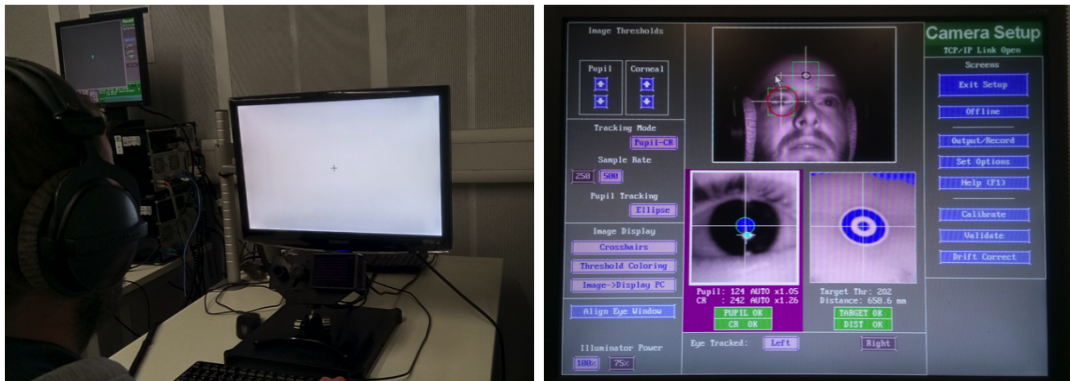 Camera Setup
TCP/IP Link Open
Image Thresholds
Pupil Corneal
Tracking Mode
Pupil-CR
Sample Rate
250 500
Pupil Tracking
Ellipse
Image Display
Crosshairs
Threshold Coloring
Image->Display PC
Align Eye Window
Illuminator Power
100% 75%
Pupil: 124 AUTO x1.05
CR : 242 AUTO x1.26
PUPIL OK
CR OK
Target Thr: 202
Distance: 658.6 mm
TARGET OK
DIST OK
Eye Tracked: Left Right
Screens
Exit Setup
Offline
Output/Record
Set Options
Help (F1)
Calibrate
Validate
Drift Correct